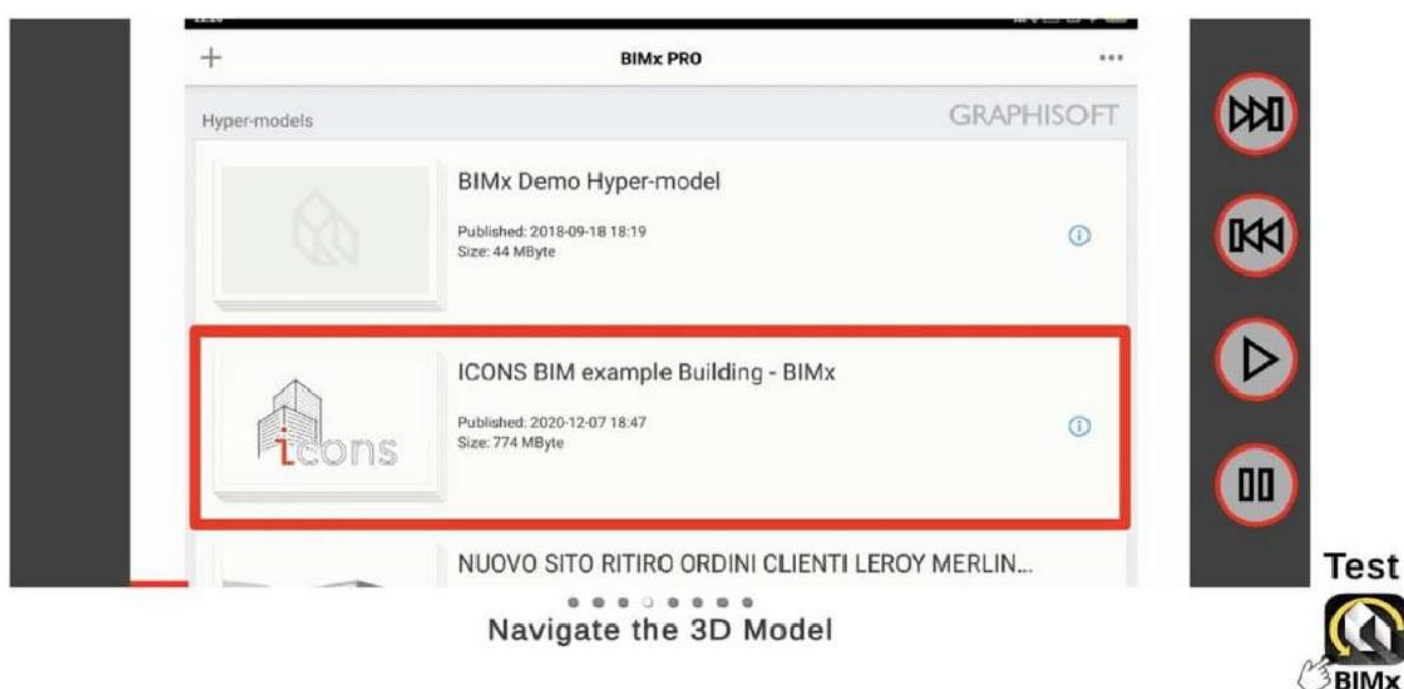 BIMx PRO
Hyper-models
GRAPHISOFT
BIMx Demo Hyper-model
Published: 2018-09-18 18:19
Size: 44 MByte
ICONS BIM example Building - BIMx
Published: 2020-12-07 18:47
Size: 774 MByte
icons
NUOVO SITO RITIRO ORDINI CLIENTI LEROY MERLIN...
Navigate the 3D Model
Test
BIMx